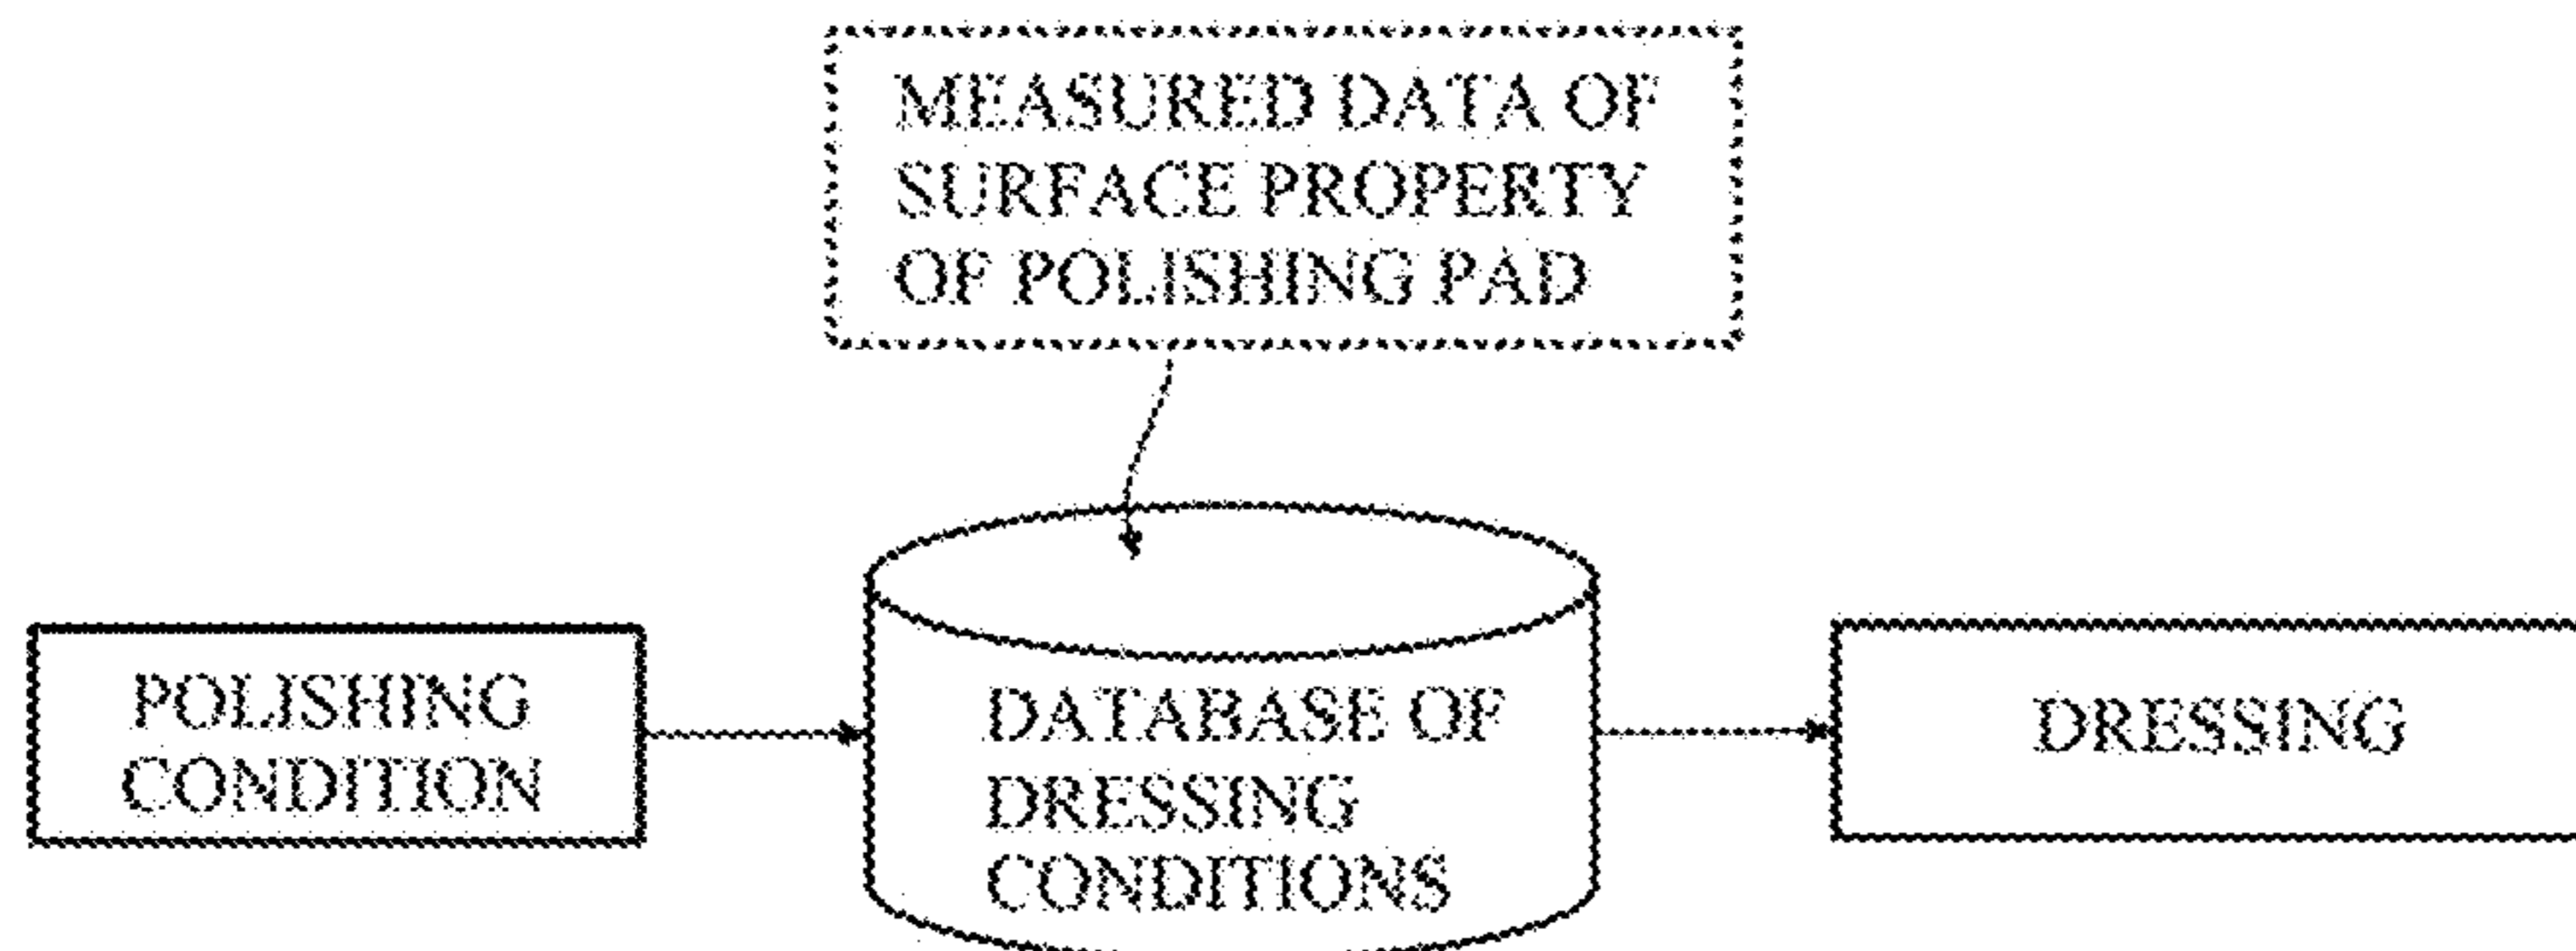 MEASURED DATA OF
SURFACE PROPERTY
OF POLISHING PAD
POLISHING
CONDITION
DATABASE OF
DRESSING
CONDITIONS
DRESSING